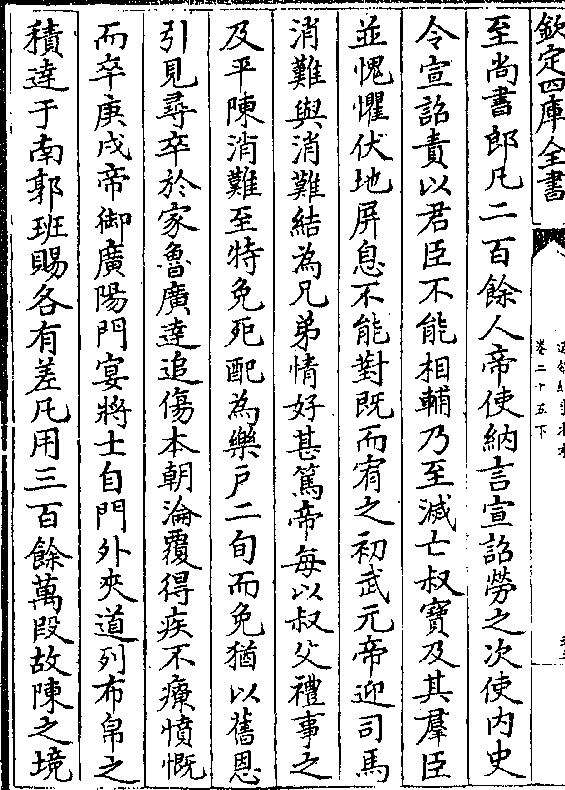 欽定四庫全書
卷二十五下
至尚書郎凡二百餘人帝使納言宣詔勞之次使内史
令宣詔責以君臣不能相輔乃至滅亡叔寶及其羣臣
並愧懼伏地屏息不能對既而宥之初武元帝迎司馬
消難與消難結為兄弟情好甚篤帝每以叔父禮事之
及平陳消難至特免死配為樂户二旬而免猶以舊恩
引見尋卒於家魯廣達追傷本朝淪覆得疾不療憤慨
而卒庚戌帝御廣陽門宴將士自門外夾道列布帛之
積達于南郭班賜各有差凡用三百餘萬段故陳之境